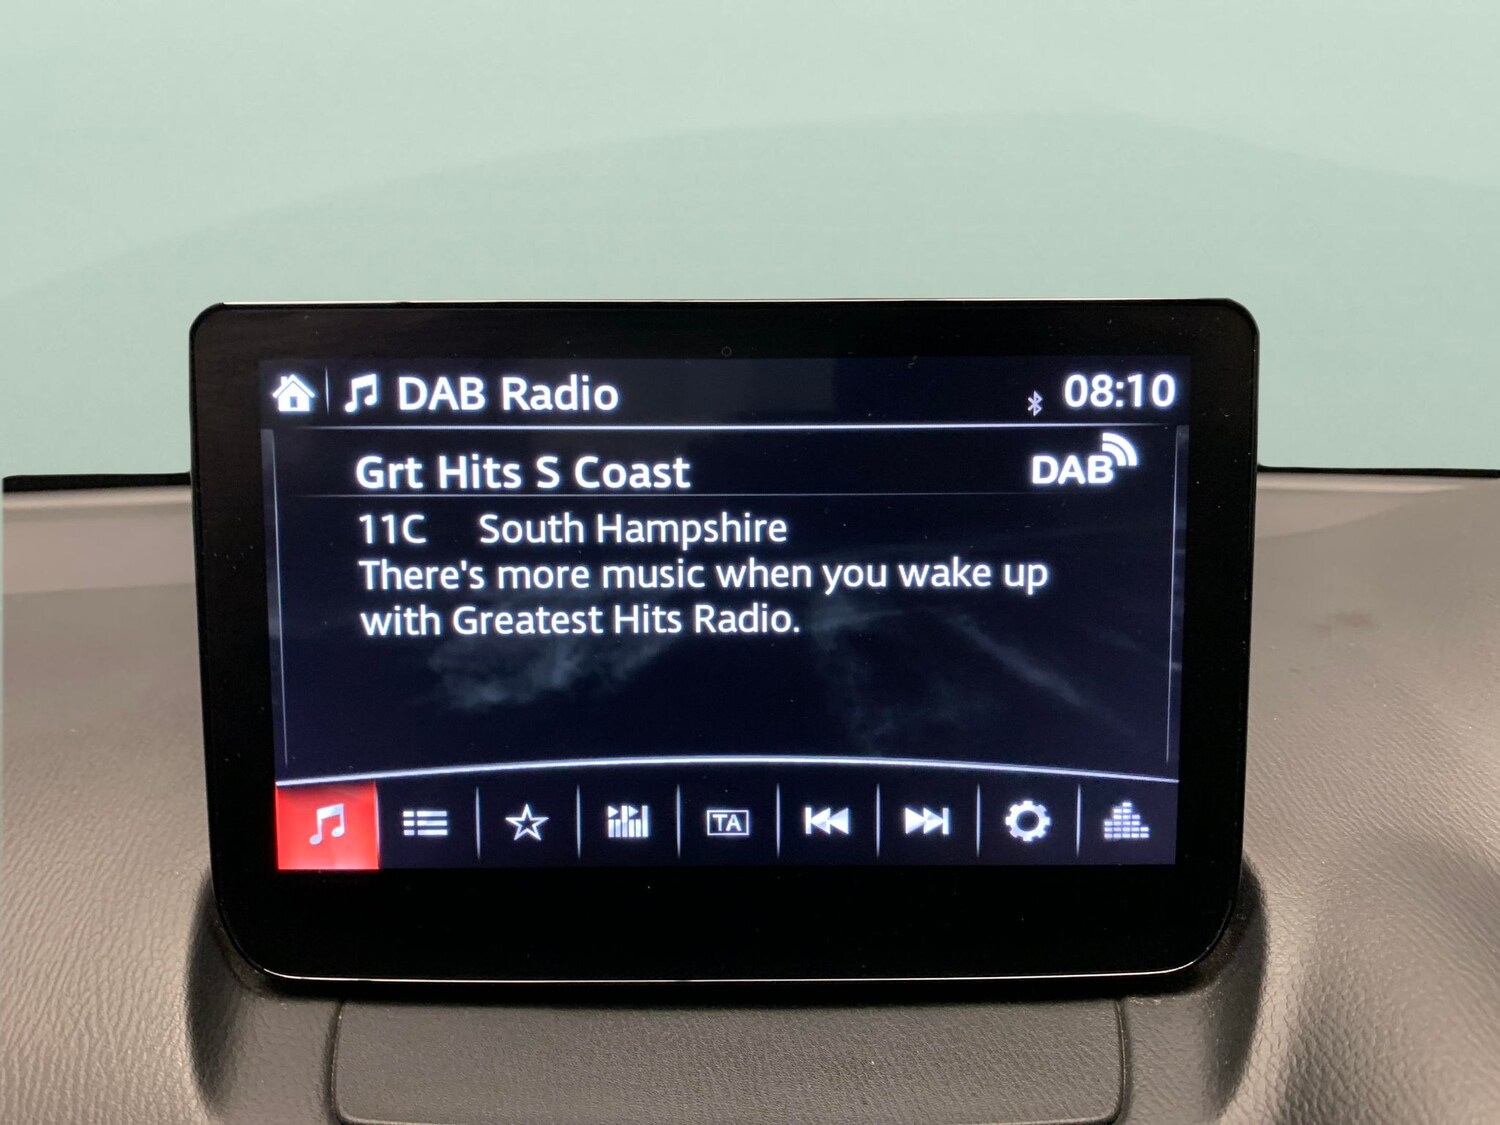 DAB Radio 08:10
Grt Hits S Coast DAB
11C South Hampshire
There's more music when you wake up
with Greatest Hits Radio.
TA